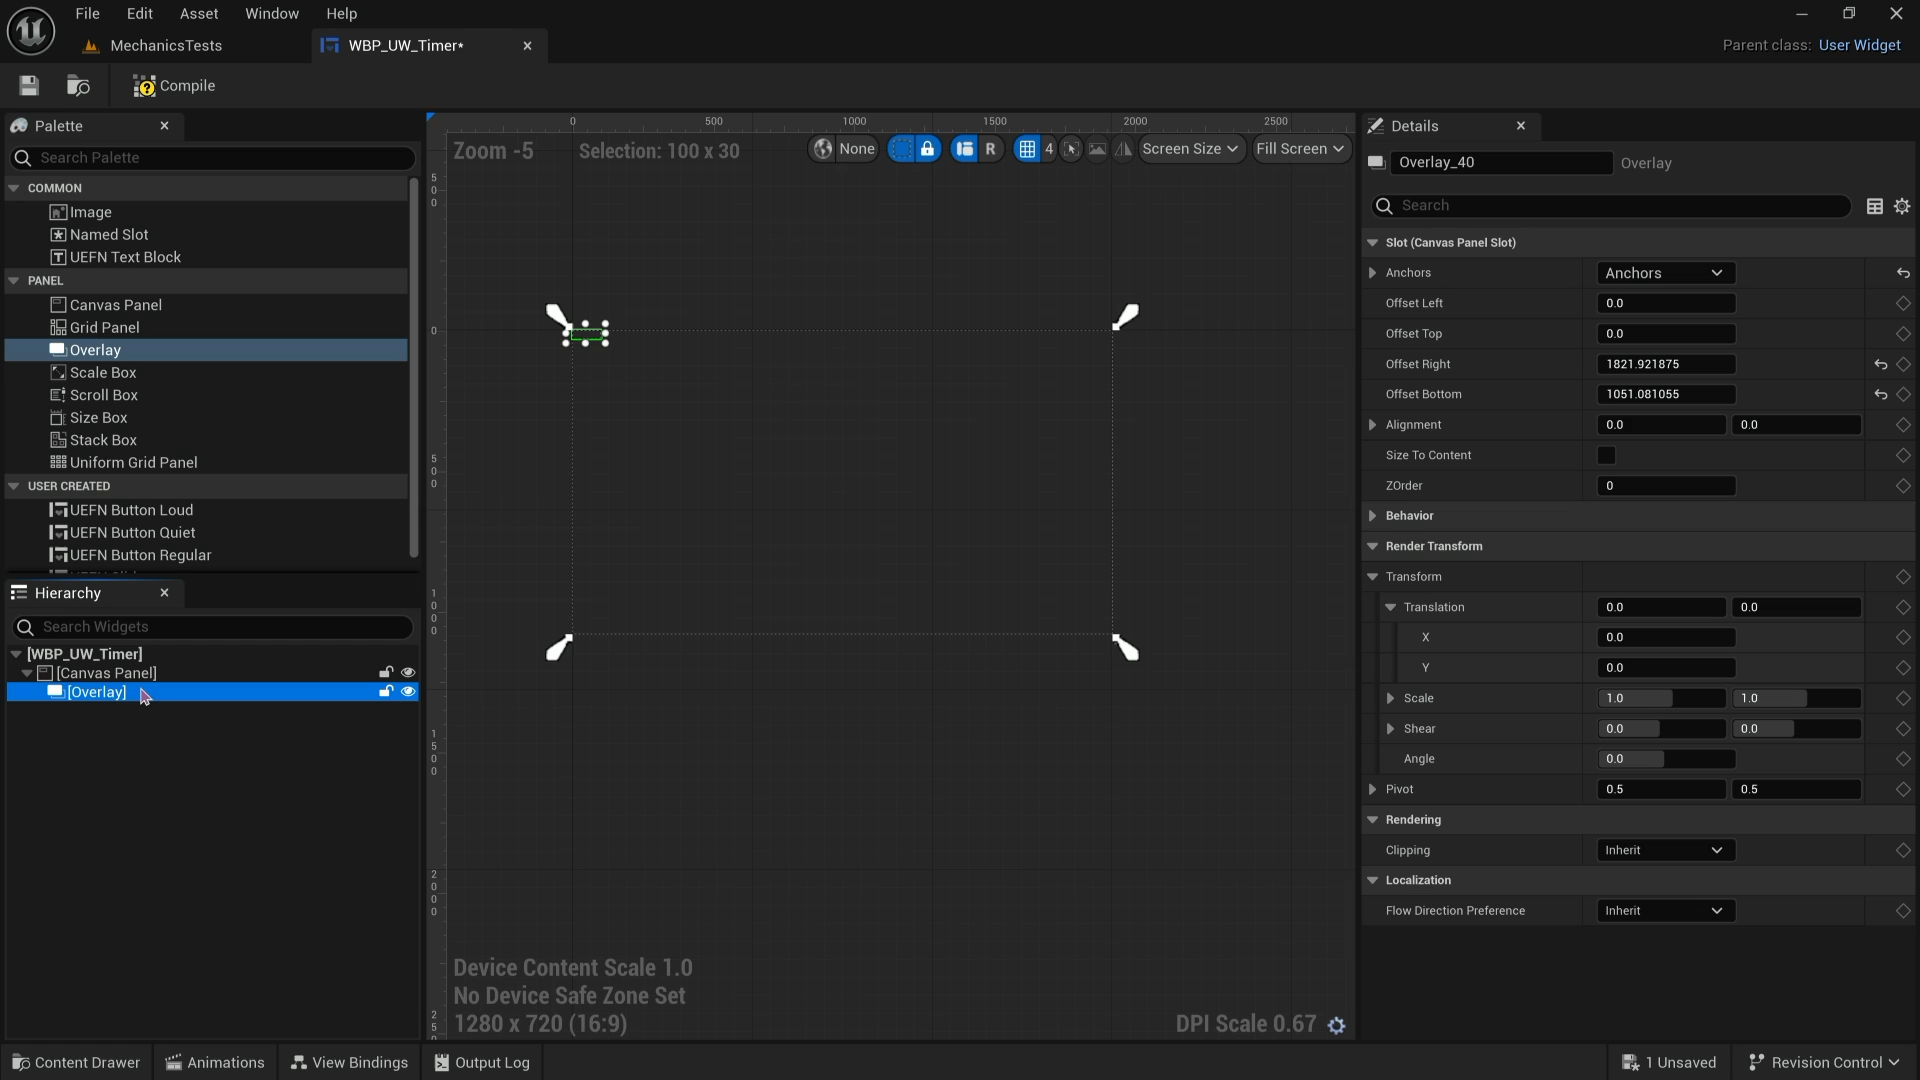 File Edit Asset Window Help
MechanicsTests
WBP_UW_Timer*
Parent class: User Widget
Compile
Palette
Search Palette
COMMON
Image
Named Slot
UEFN Text Block
PANEL
Canvas Panel
Grid Panel
Overlay
Scale Box
Scroll Box
Size Box
Stack Box
Uniform Grid Panel
USER CREATED
UEFN Button Loud
UEFN Button Quiet
UEFN Button Regular
Hierarchy
Search Widgets
[WBP_UW_Timer]
[Canvas Panel]
[Overlay]
0 500 1000 1500 2000 2500
Zoom -5
Selection: 100 x 30
None
R
4
Screen Size
Fill Screen
500
0
500
1000
1500
2000
25
Device Content Scale 1.0
No Device Safe Zone Set
1280 x 720 (16:9)
DPI Scale 0.67
Details
Overlay_40 Overlay
Search
Slot (Canvas Panel Slot)
Anchors Anchors
Offset Left 0.0
Offset Top 0.0
Offset Right 1821.921875
Offset Bottom 1051.081055
Alignment 0.0 0.0
Size To Content
ZOrder 0
Behavior
Render Transform
Transform
Translation 0.0 0.0
X 0.0
Y 0.0
Scale 1.0 1.0
Shear 0.0 0.0
Angle 0.0
Pivot 0.5 0.5
Rendering
Clipping Inherit
Localization
Flow Direction Preference Inherit
Content Drawer
Animations
View Bindings
Output Log
1 Unsaved
Revision Control